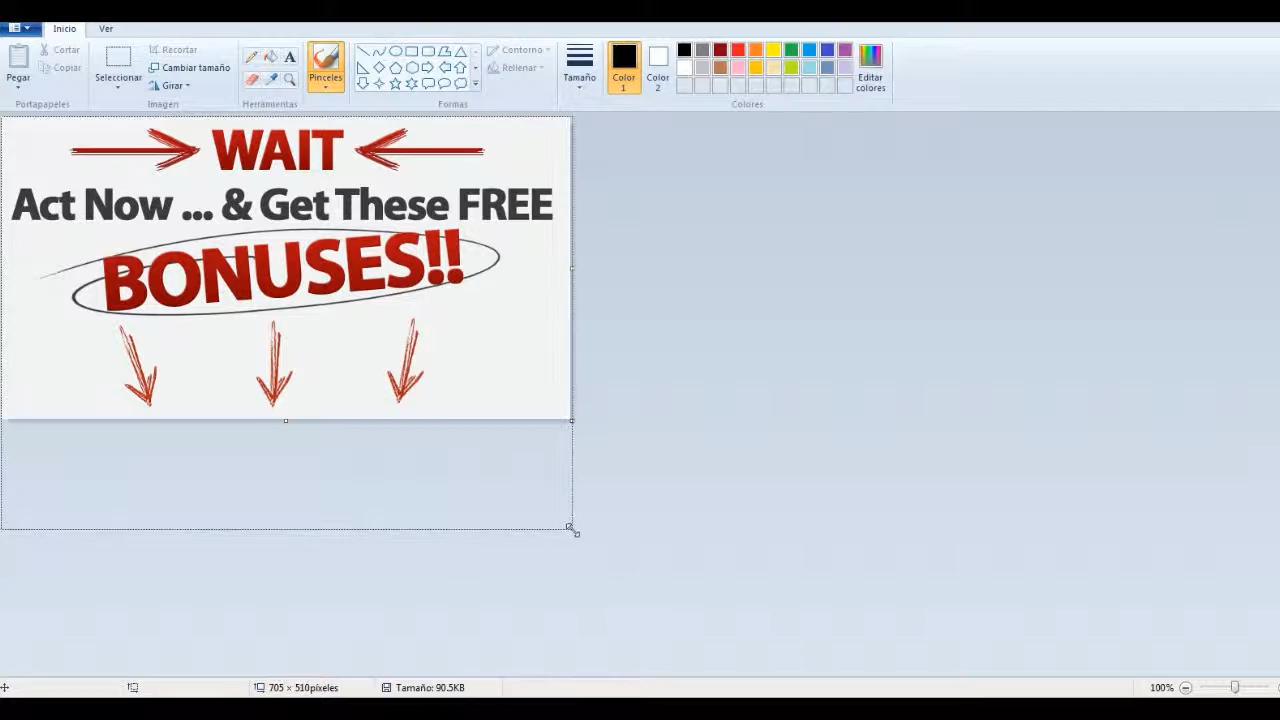 Inicio Ver
Cortar Recortar Contorno
Copiar Cambiar tamaño Rellenar
Pegar Seleccionar Girar Pinceles Tamaño Color 1 Color 2 Editar colores
Portapapeles Imagen Herramientas Formas Colores
WAIT
Act Now ... & Get These FREE
BONUSES!!
705 × 510píxeles Tamaño: 90.5KB 100%